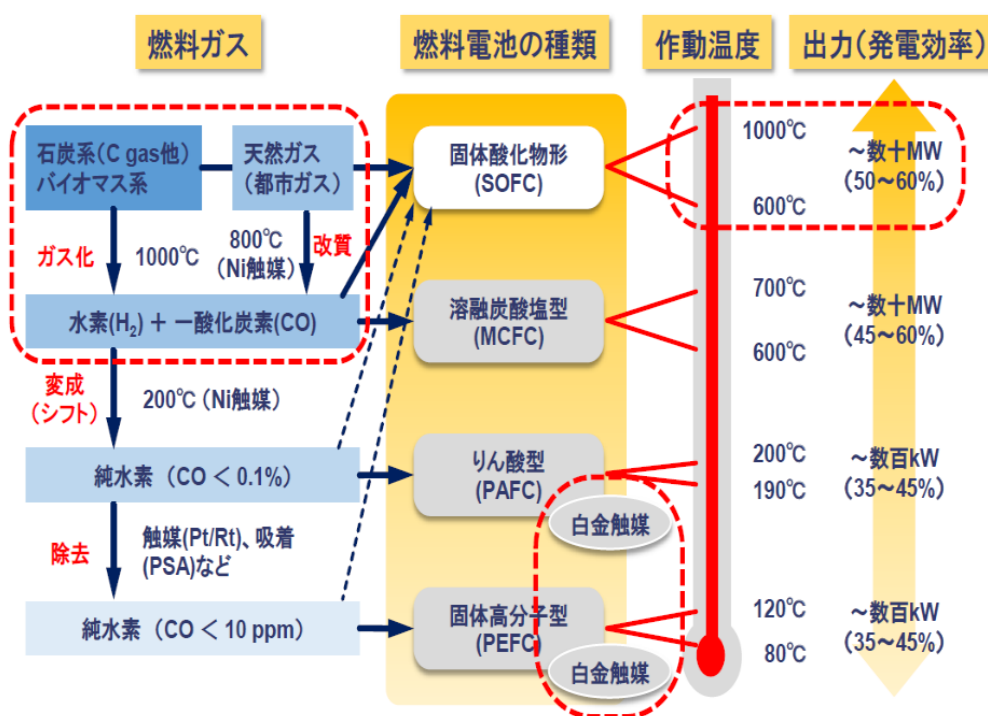 燃料ガス
燃料電池の種類
作動温度
出力(発電効率)
石炭系(C gas他)
バイオマス系
天然ガス
(都市ガス)
固体酸化物形
(SOFC)
1000℃
600℃
～数十MW
(50～60%)
ガス化
1000℃
800℃
(Ni触媒)
改質
水素(H₂) + 一酸化炭素(CO)
溶融炭酸塩型
(MCFC)
700℃
600℃
～数十MW
(45～60%)
変成
(シフト)
200℃ (Ni触媒)
純水素 (CO < 0.1%)
りん酸型
(PAFC)
白金触媒
200℃
190℃
～数百kW
(35～45%)
除去
触媒(Pt/Rt)、吸着
(PSA)など
純水素 (CO < 10 ppm)
固体高分子型
(PEFC)
白金触媒
120℃
80℃
～数百kW
(35～45%)